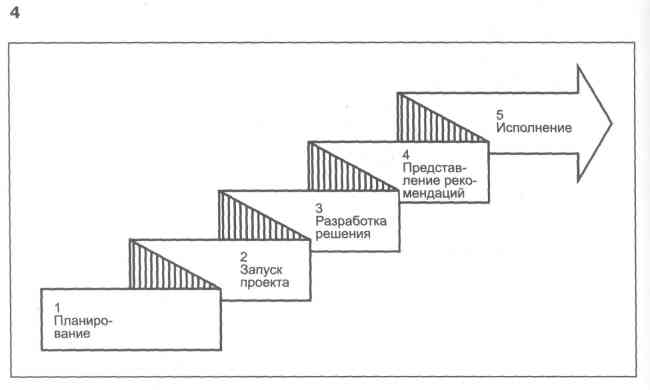 4
5
Исполнение
4
Представ-
ление реко-
мендаций
3
Разработка
решения
2
Запуск
проекта
1
Планиро-
вание